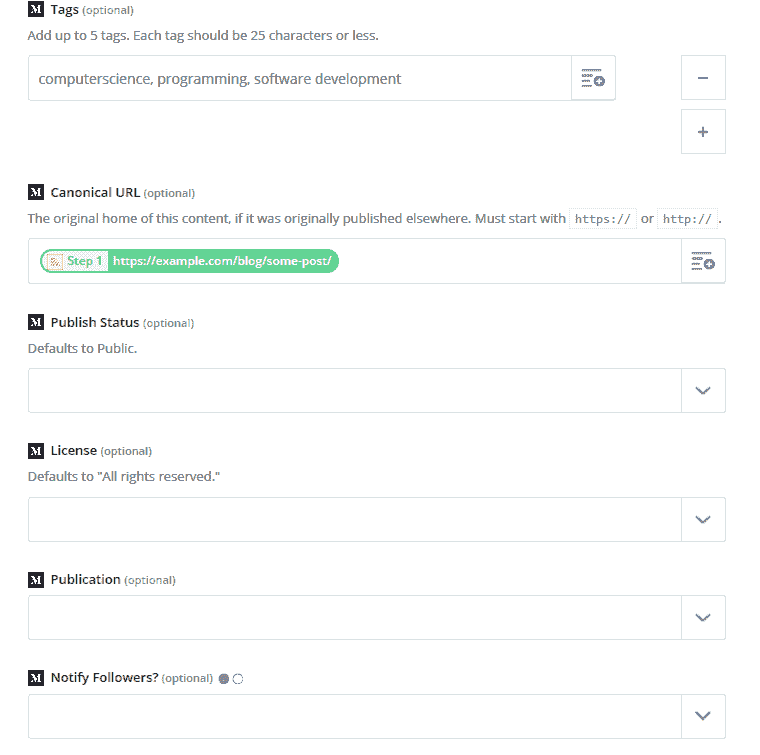 M Tags (optional)
Add up to 5 tags. Each tag should be 25 characters or less.
computerscience, programming, software development
M Canonical URL (optional)
The original home of this content, if it was originally published elsewhere. Must start with https:// or http:// .
Step 1 https://example.com/blog/some-post/
M Publish Status (optional)
Defaults to Public.
M License (optional)
Defaults to "All rights reserved."
M Publication (optional)
M Notify Followers? (optional)